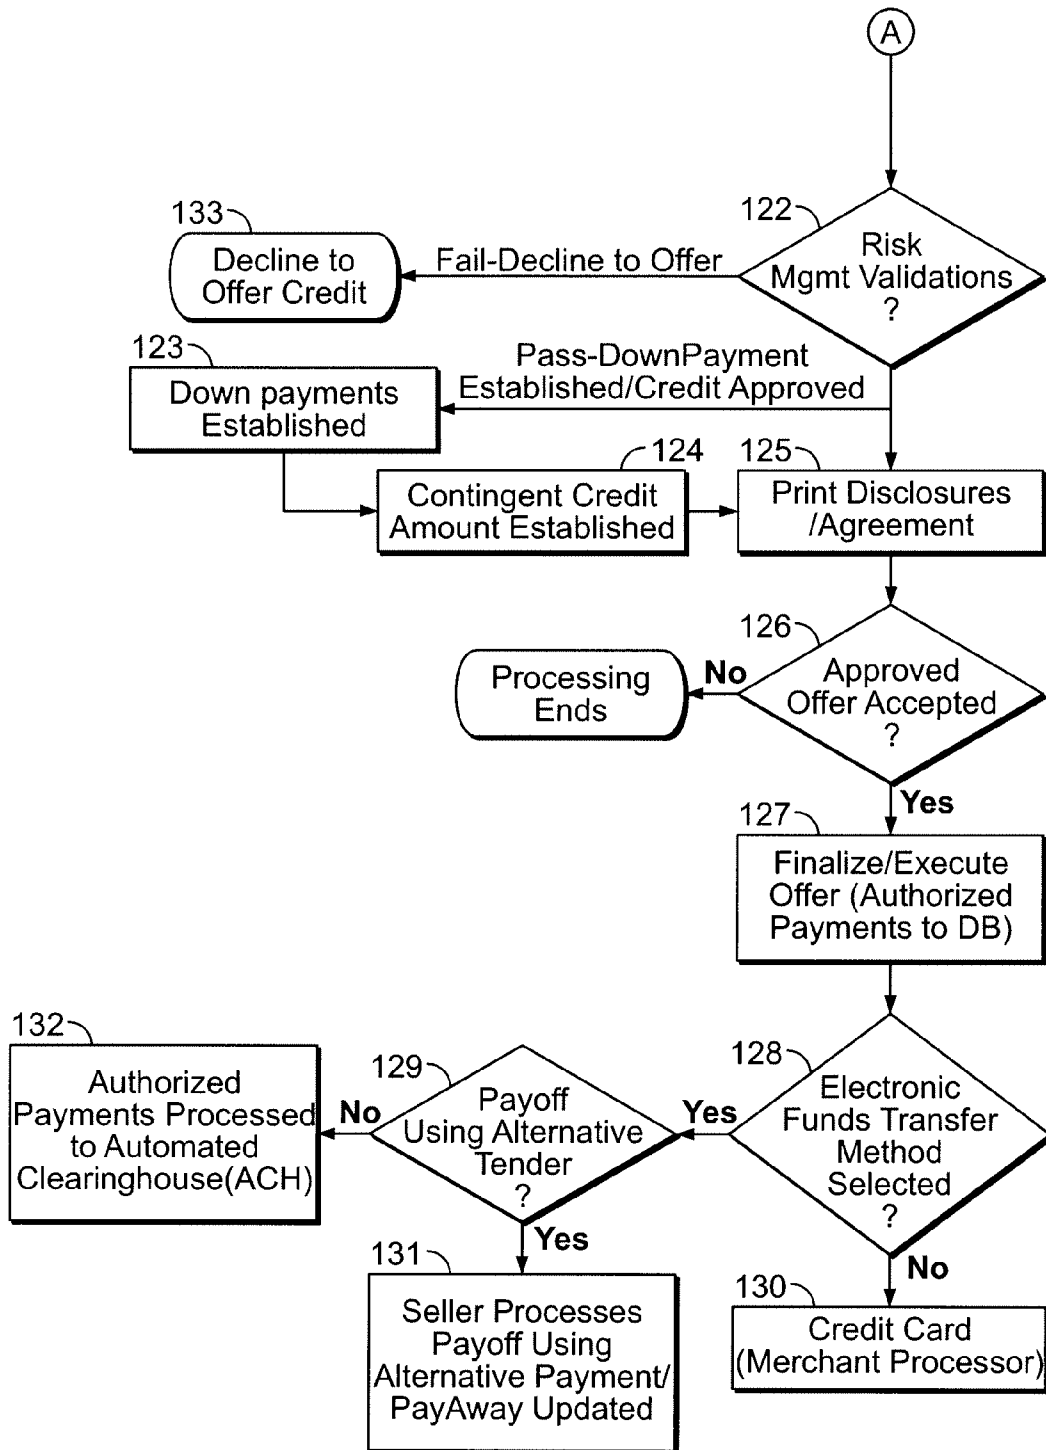 A
122
Risk
Mgmt Validations
?
133
Decline to
Offer Credit
Fail-Decline to Offer
Pass-DownPayment
Established/Credit Approved
123
Down payments
Established
124
Contingent Credit
Amount Established
125
Print Disclosures
/Agreement
126
Approved
Offer Accepted
?
No
Processing
Ends
Yes
127
Finalize/Execute
Offer (Authorized
Payments to DB)
128
Electronic
Funds Transfer
Method
Selected
?
Yes
129
Payoff
Using Alternative
Tender
?
No
132
Authorized
Payments Processed
to Automated
Clearinghouse(ACH)
Yes
131
Seller Processes
Payoff Using
Alternative Payment/
PayAway Updated
No
130
Credit Card
(Merchant Processor)